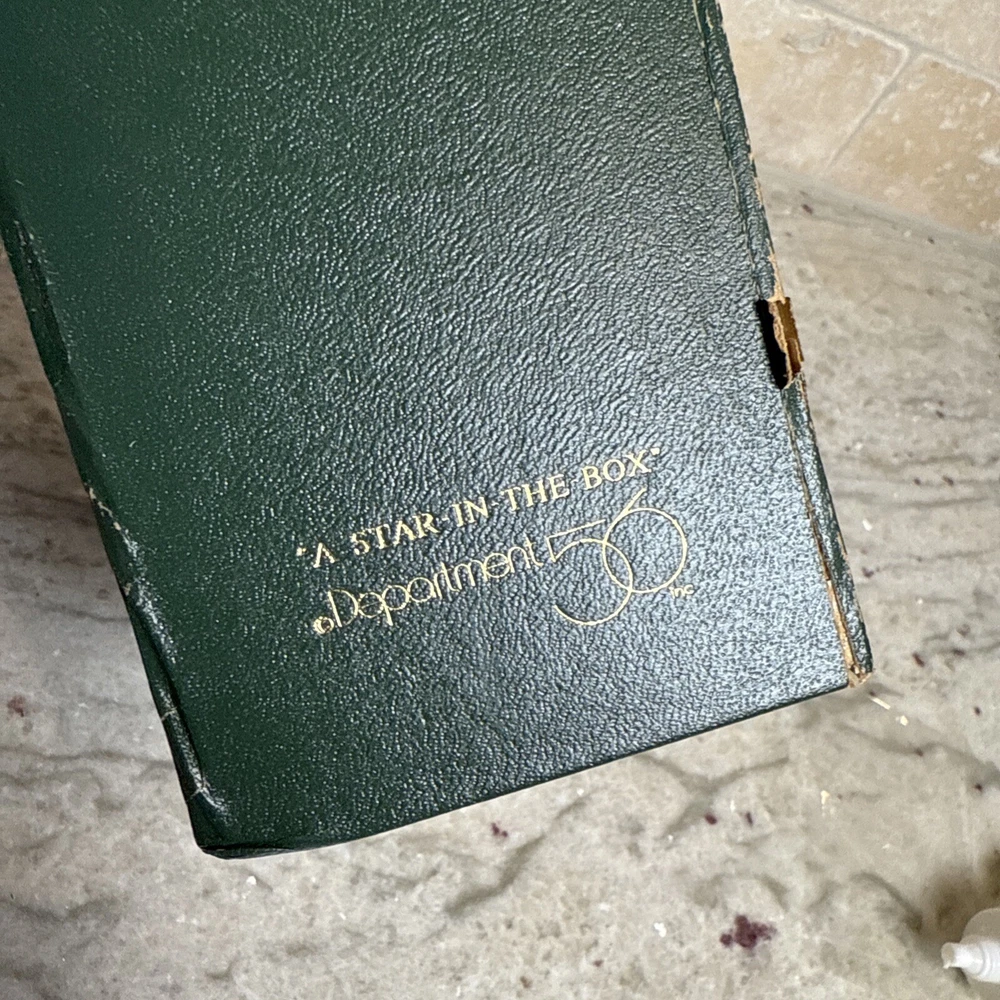 "A STAR-IN-THE BOX"
©Department 56 Inc